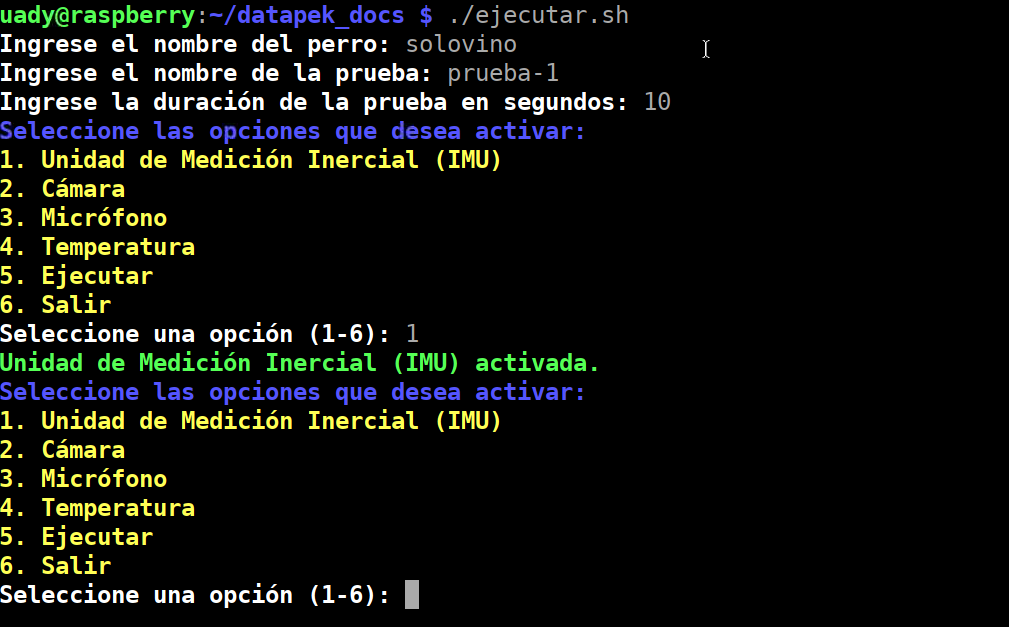 uady@raspberry:~/datapek_docs $ ./ejecutar.sh
Ingrese el nombre del perro: solovino
Ingrese el nombre de la prueba: prueba-1
Ingrese la duración de la prueba en segundos: 10
Seleccione las opciones que desea activar:
1. Unidad de Medición Inercial (IMU)
2. Cámara
3. Micrófono
4. Temperatura
5. Ejecutar
6. Salir
Seleccione una opción (1-6): 1
Unidad de Medición Inercial (IMU) activada.
Seleccione las opciones que desea activar:
1. Unidad de Medición Inercial (IMU)
2. Cámara
3. Micrófono
4. Temperatura
5. Ejecutar
6. Salir
Seleccione una opción (1-6):